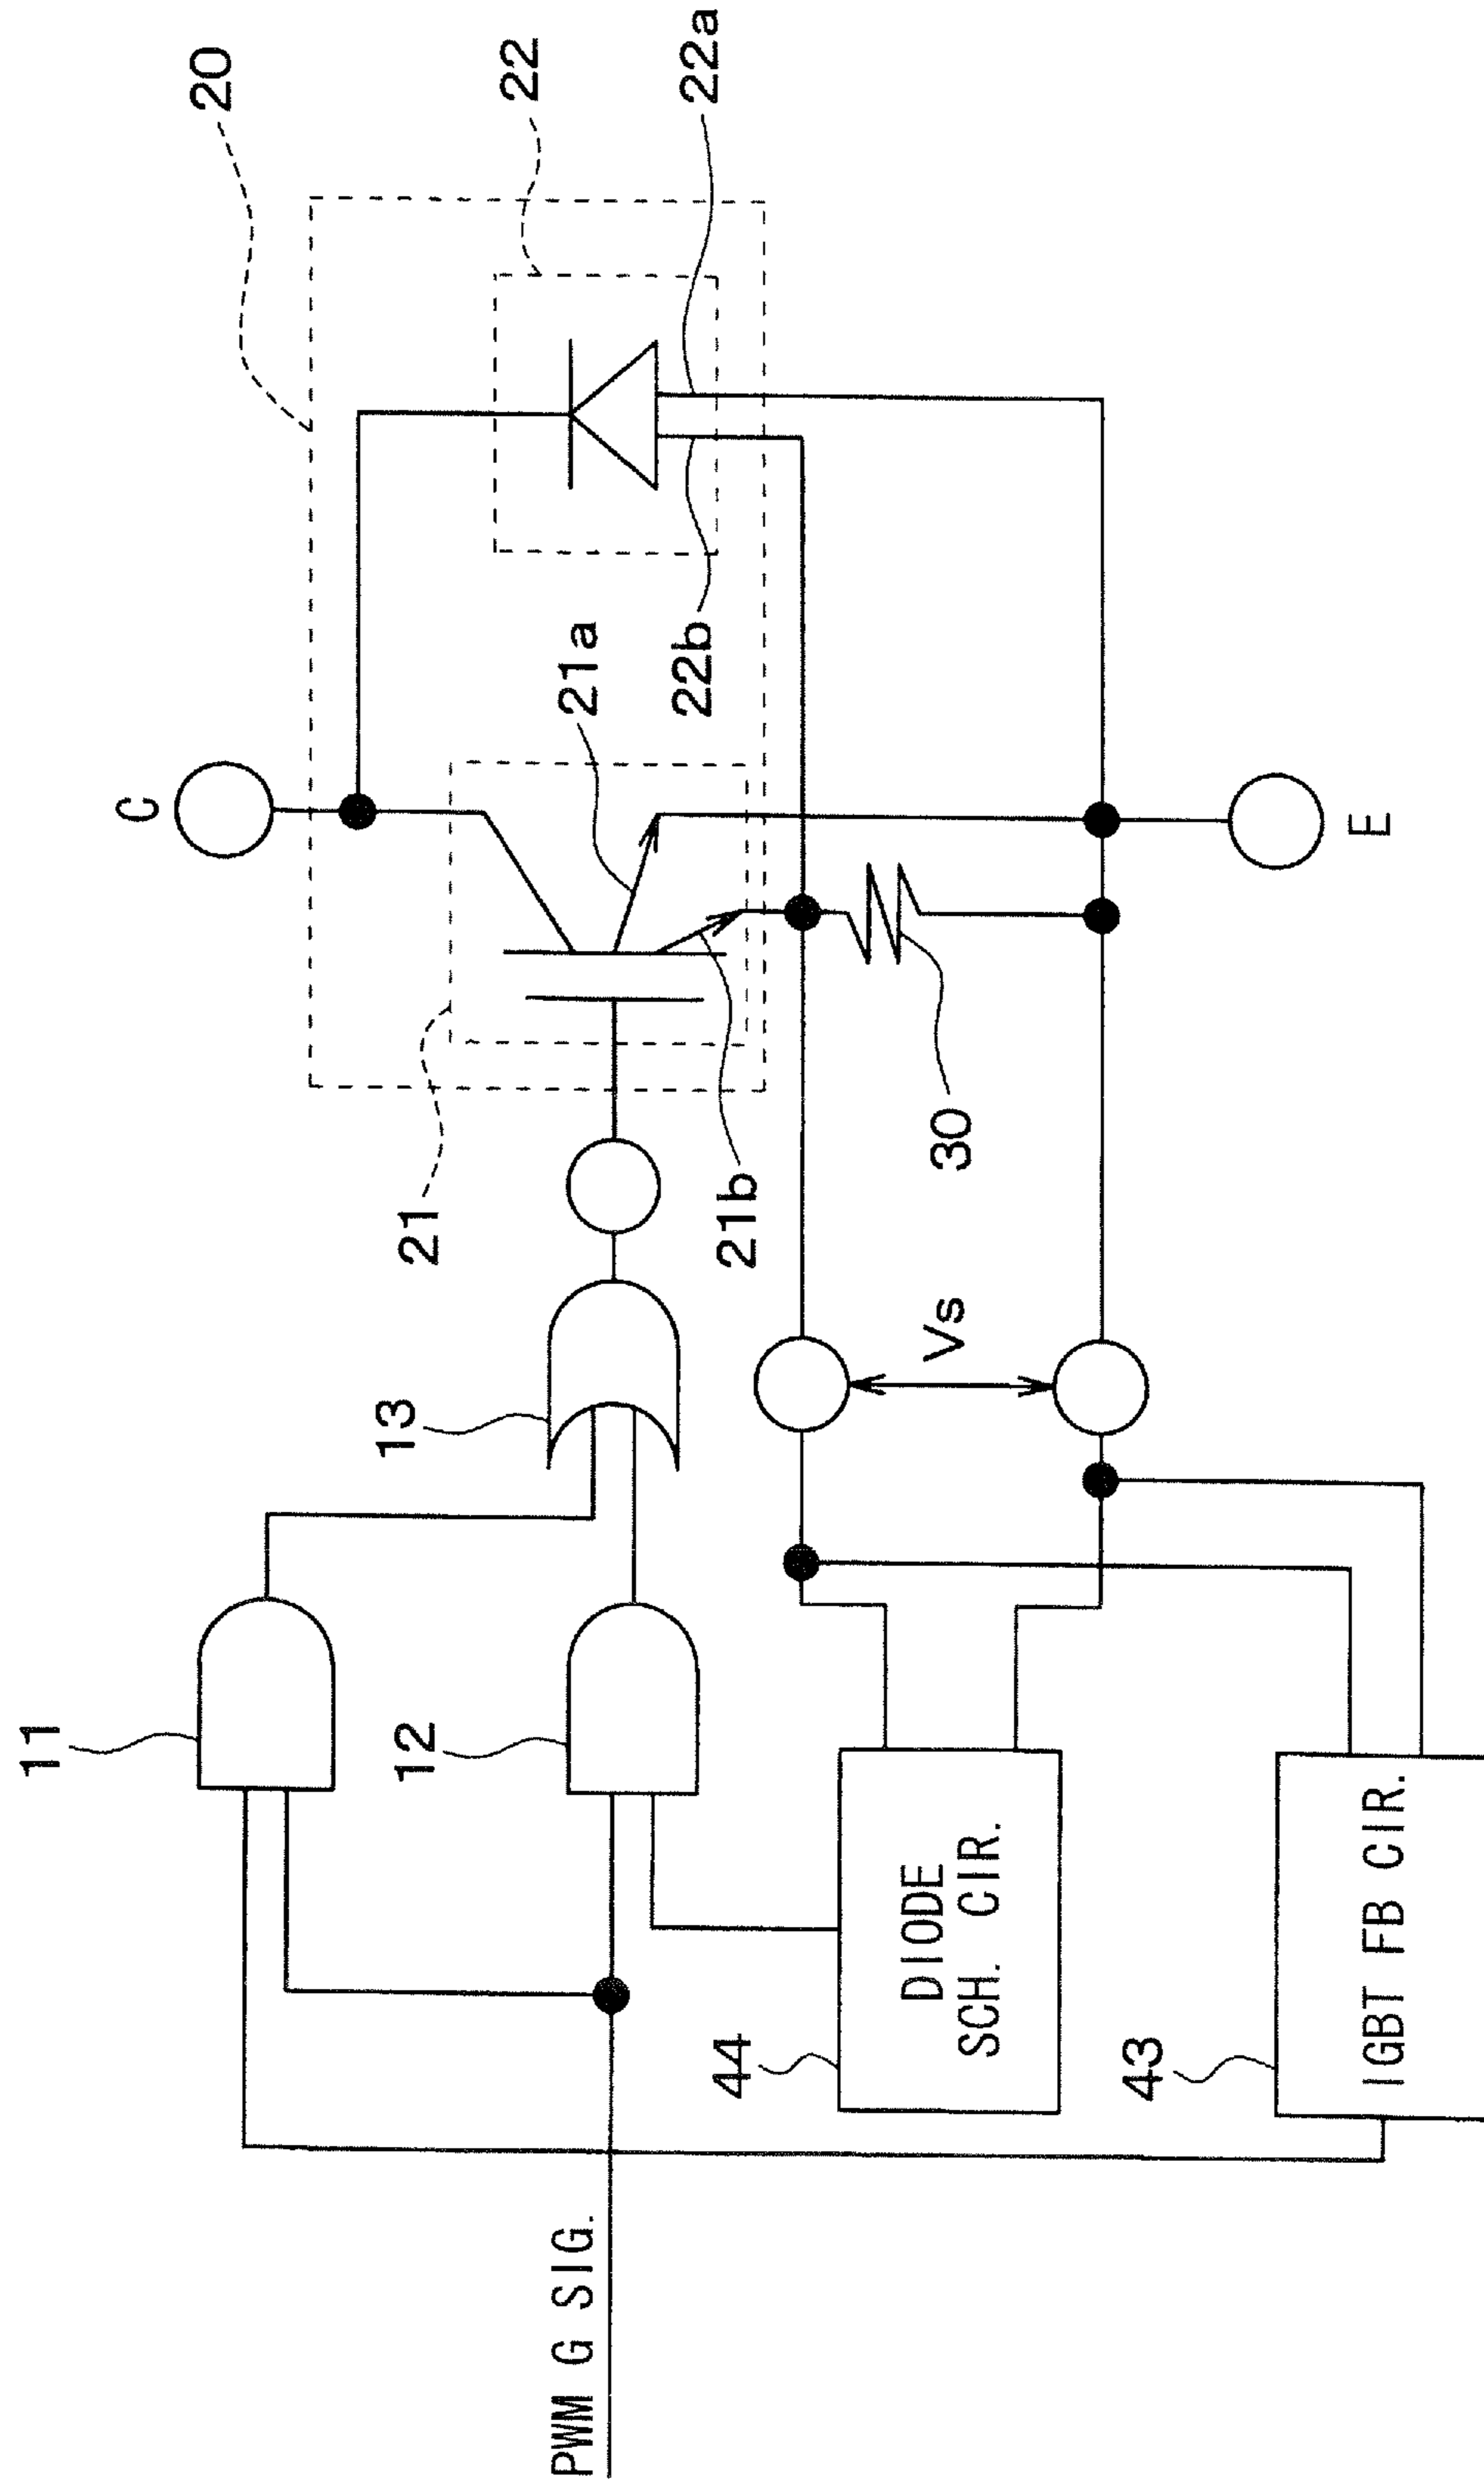 20
22
22a
C
21a
22b
21
21b
30
E
13
Vs
11
12
44
DIODE
SCH. CIR.
43
IGBT FB CIR.
PWM G SIG.